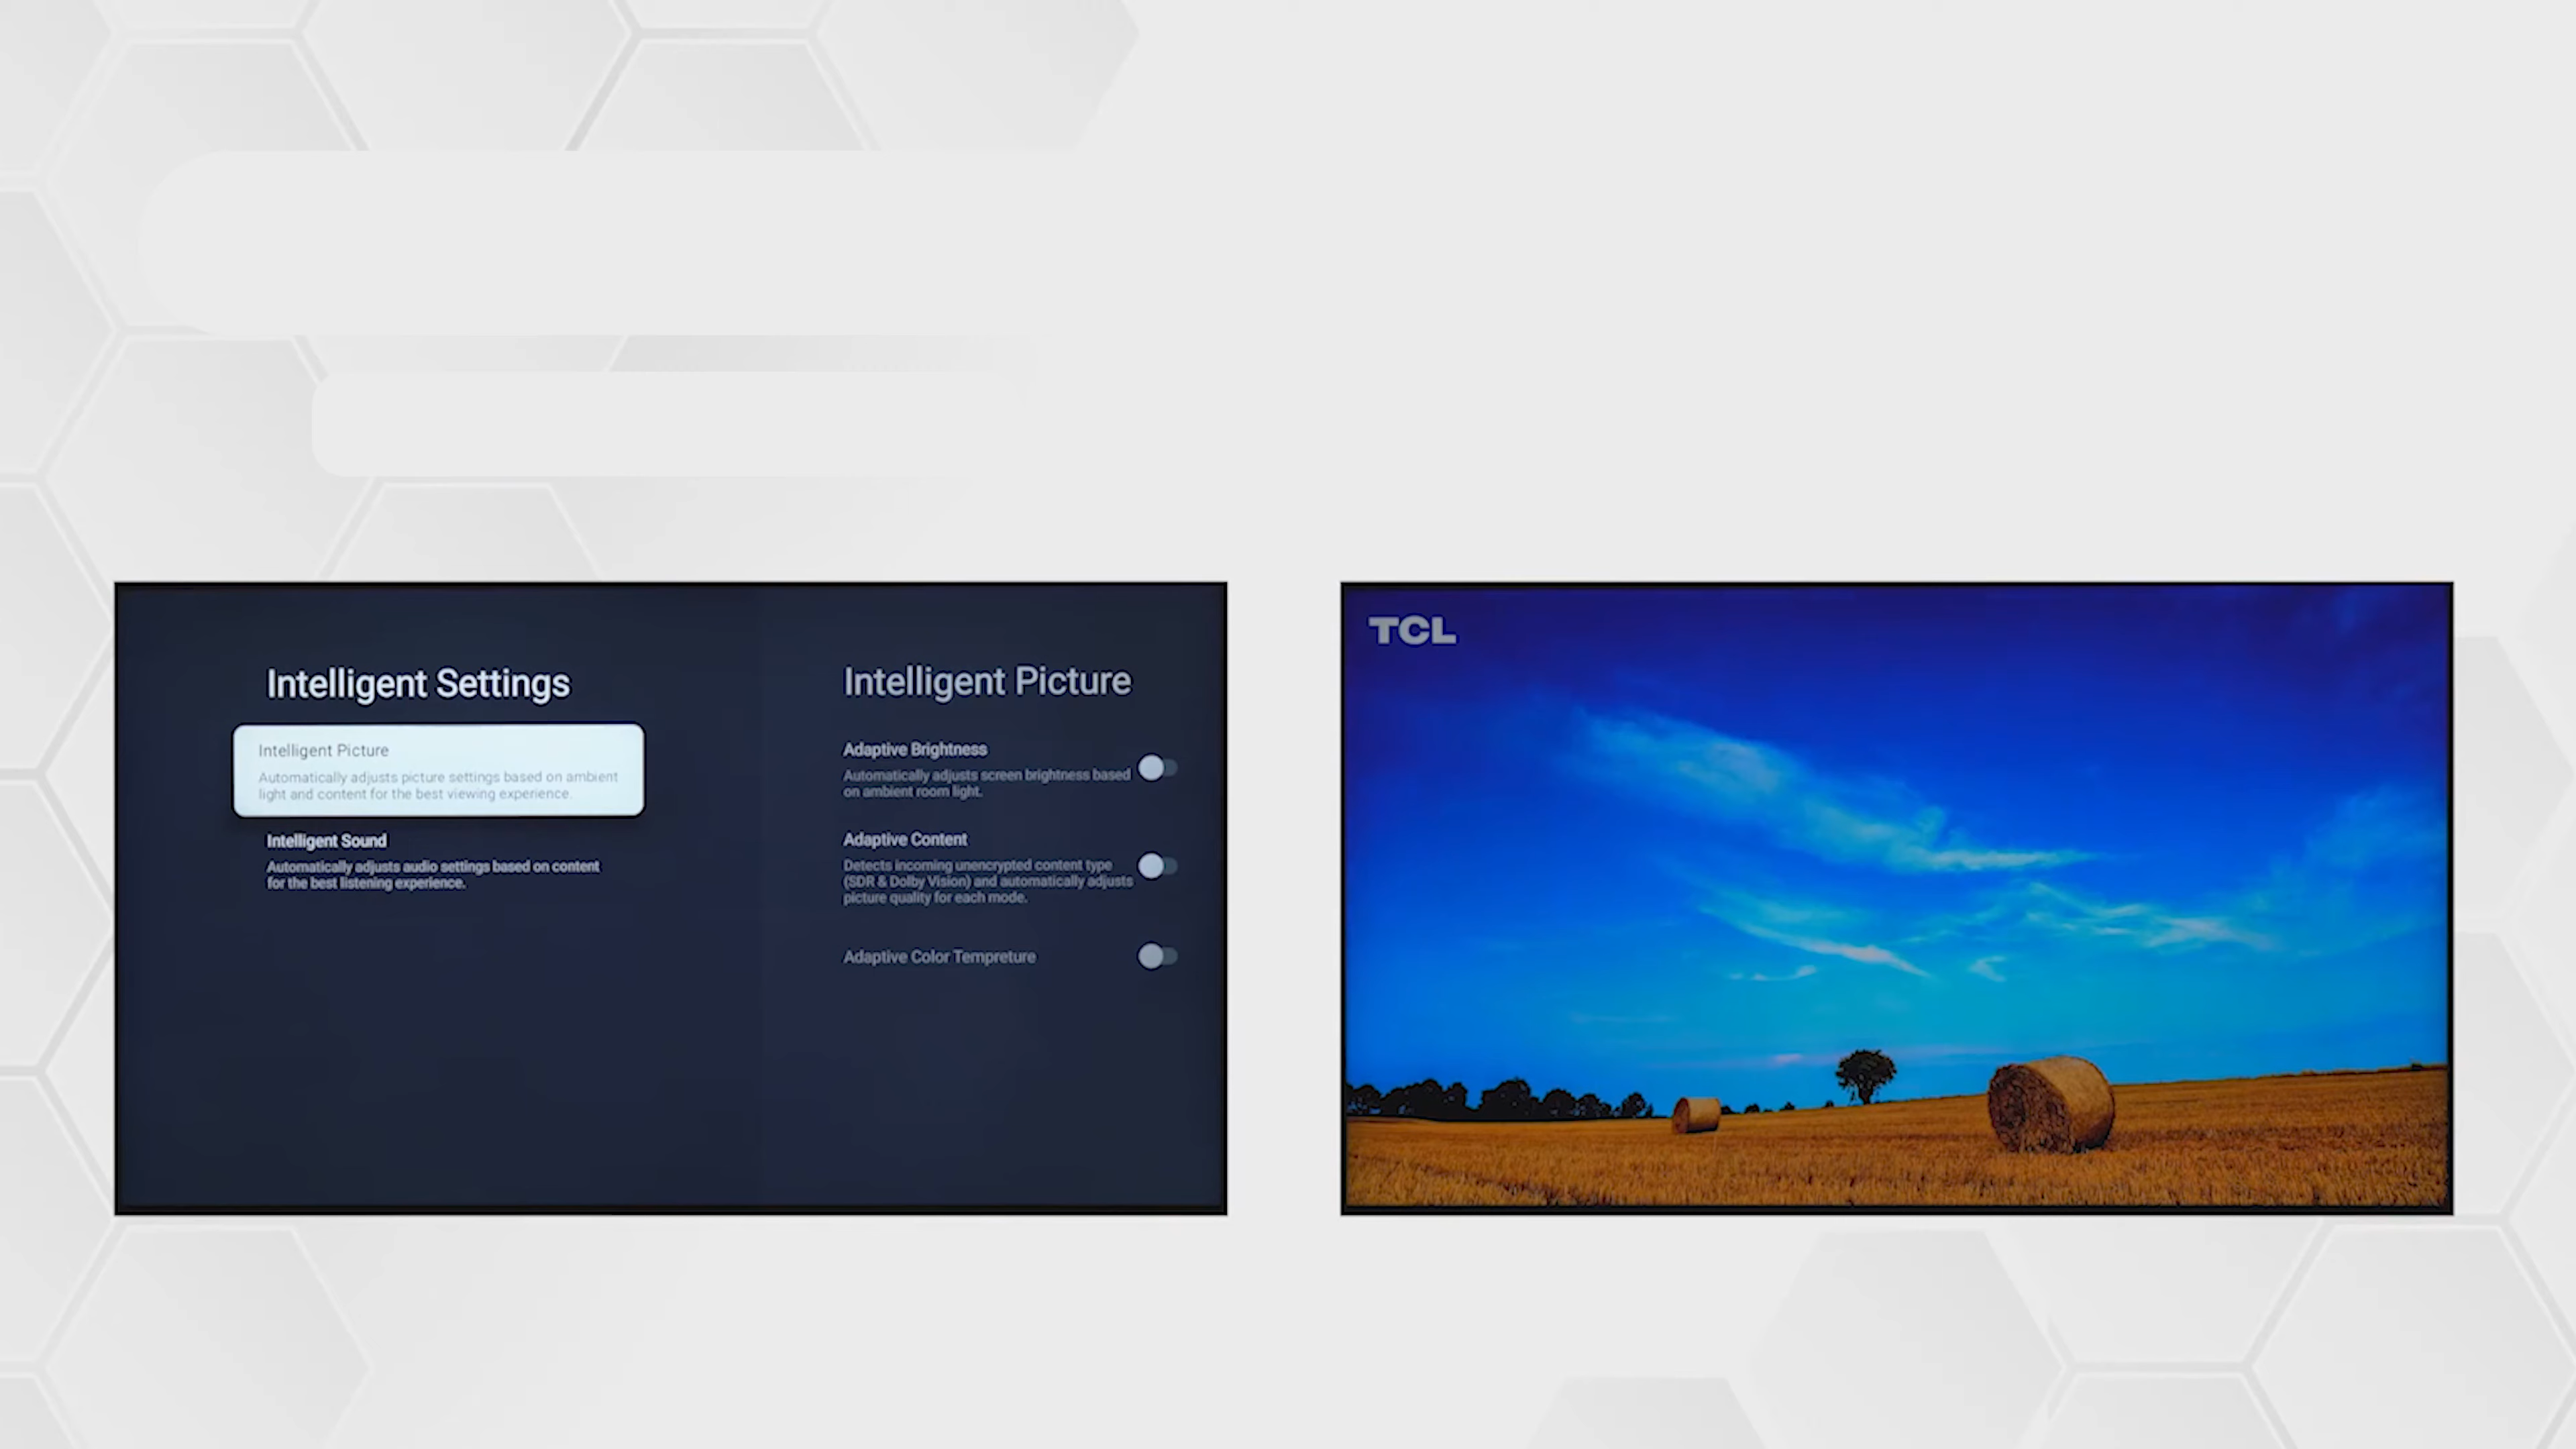 Intelligent Settings
Intelligent Picture
Automatically adjusts picture settings based on ambient
light and content for the best viewing experience.
Intelligent Sound
Automatically adjusts audio settings based on content
for the best listening experience.
Intelligent Picture
Adaptive Brightness
Automatically adjusts screen brightness based
on ambient room light.
Adaptive Content
Detects incoming unencrypted content type
(SDR & Dolby Vision) and automatically adjusts
picture quality for each mode.
Adaptive Color Tempreture
TCL